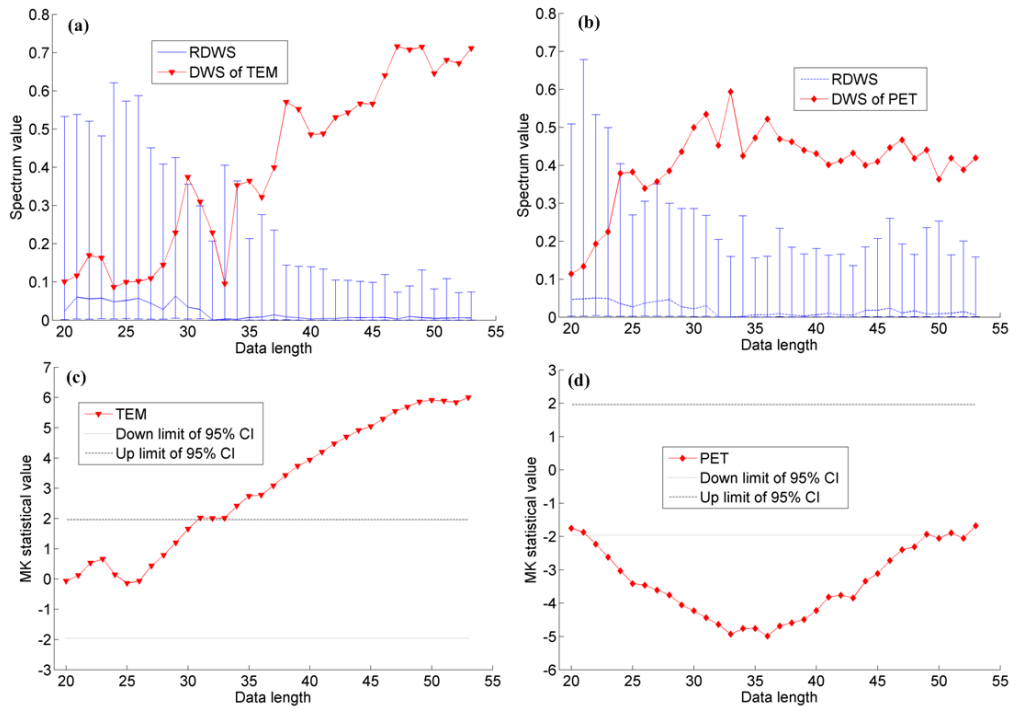 (a)
0.8
0.7
0.6
0.5
0.4
0.3
0.2
0.1
0
Spectrum value
RDWS
DWS of TEM
20 25 30 35 40 45 50 55
Data length
(b)
0.8
0.7
0.6
0.5
0.4
0.3
0.2
0.1
0
Spectrum value
RDWS
DWS of PET
20 25 30 35 40 45 50 55
Data length
(c)
7
6
5
4
3
2
1
0
-1
-2
-3
MK statistical value
TEM
Down limit of 95% CI
Up limit of 95% CI
20 25 30 35 40 45 50 55
Data length
(d)
3
2
1
0
-1
-2
-3
-4
-5
-6
MK statistical value
PET
Down limit of 95% CI
Up limit of 95% CI
20 25 30 35 40 45 50 55
Data length